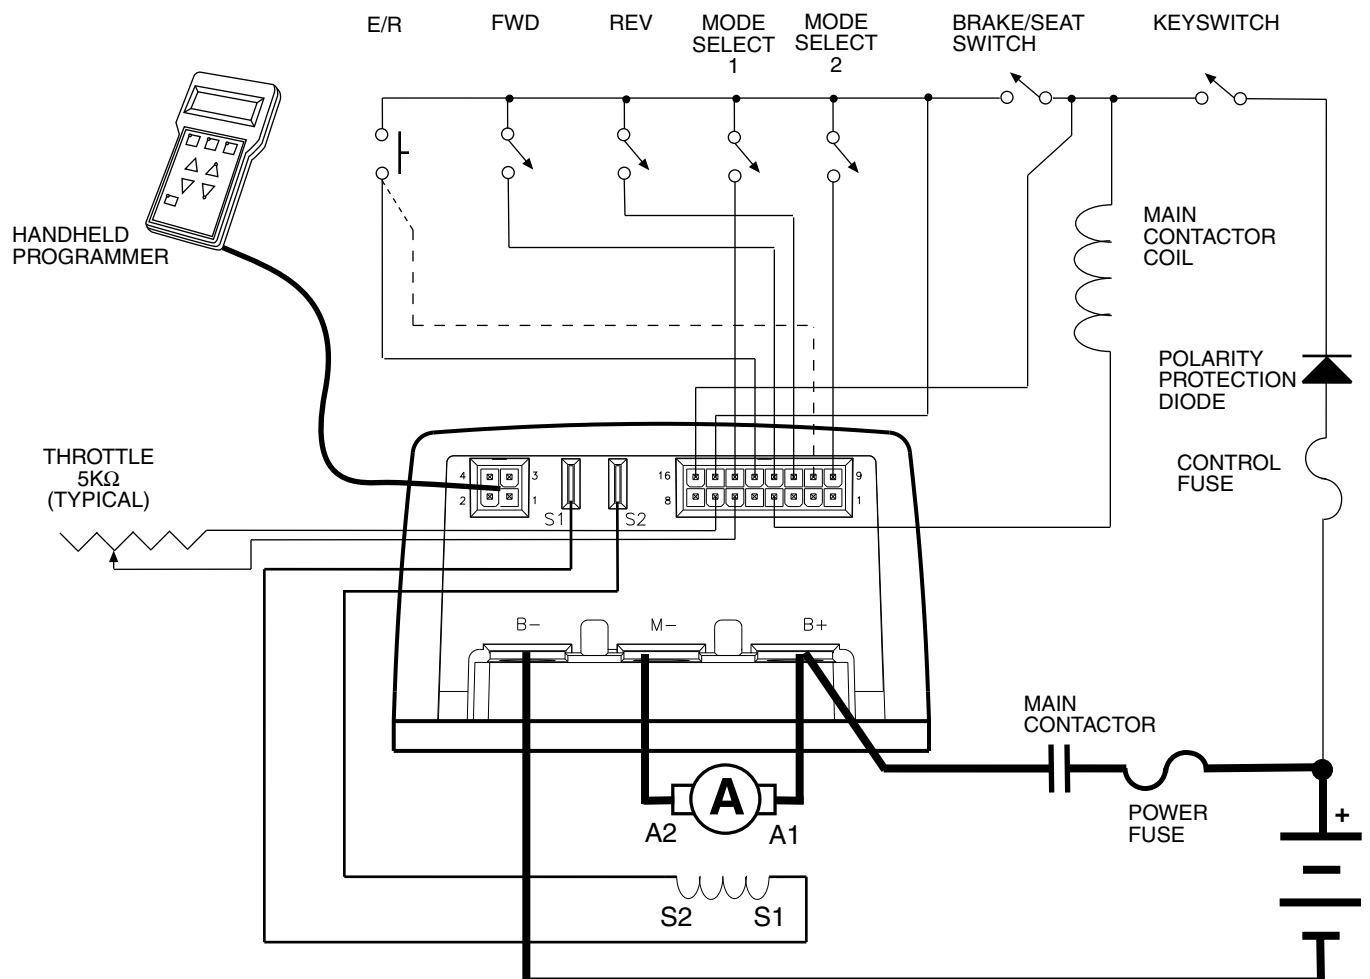 E/R
FWD
REV
MODE
SELECT
1
MODE
SELECT
2
BRAKE/SEAT
SWITCH
KEYSWITCH
HANDHELD
PROGRAMMER
MAIN
CONTACTOR
COIL
POLARITY
PROTECTION
DIODE
CONTROL
FUSE
THROTTLE
5KΩ
(TYPICAL)
4 3
2 1
S1
S2
16 9
8 1
B−
M−
B+
MAIN
CONTACTOR
POWER
FUSE
+
A
A2
A1
S2
S1